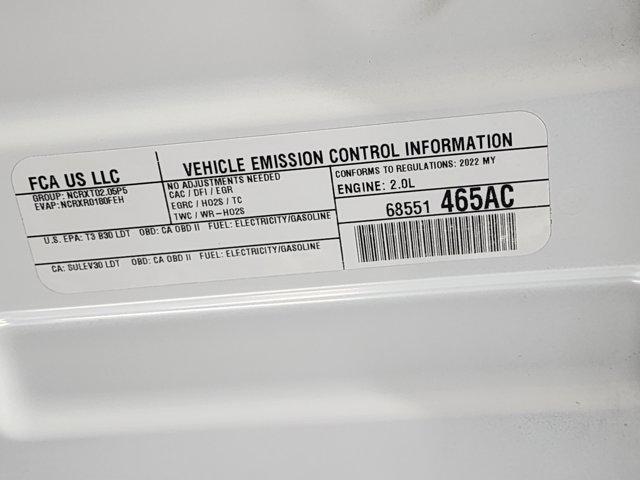 FCA US LLC
VEHICLE EMISSION CONTROL INFORMATION
GROUP: NCRXT02.05P5
EVAP: NCRXR0180FEH
NO ADJUSTMENTS NEEDED
CAC / DFI / EGR
EGRC / HO2S / TC
TWC / WR-HO2S
CONFORMS TO REGULATIONS: 2022 MY
ENGINE: 2.0L
68551 465AC
U.S. EPA: T3 B30 LDT OBD: CA OBD II FUEL: ELECTRICITY/GASOLINE
CA: SULEV30 LDT OBD: CA OBD II FUEL: ELECTRICITY/GASOLINE